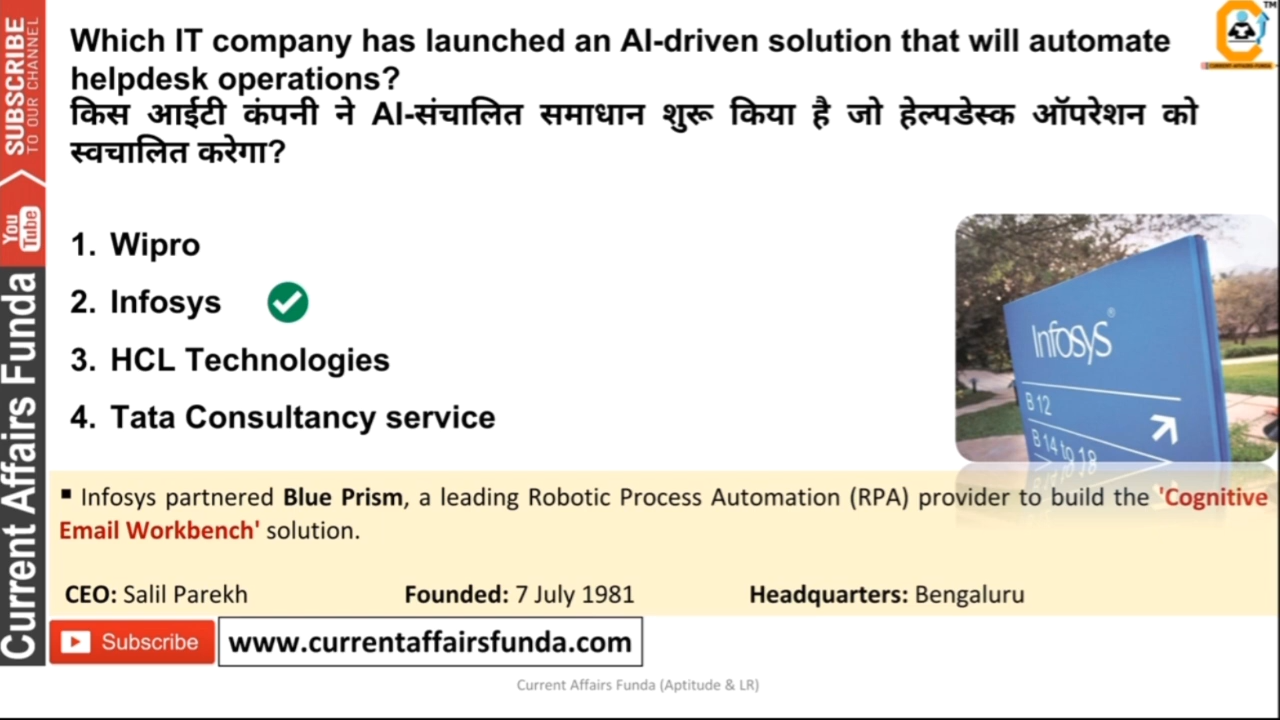 SUBSCRIBE
TO OUR CHANNEL
You
Tube
Current Affairs Funda
TM
CURRENT AFFAIRS FUNDA
Which IT company has launched an AI-driven solution that will automate
helpdesk operations?
किस आईटी कंपनी ने AI-संचालित समाधान शुरू किया है जो हेल्पडेस्क ऑपरेशन को
स्वचालित करेगा?
1. Wipro
2. Infosys
3. HCL Technologies
4. Tata Consultancy service
Infosys®
B 12
B 14 to 18
▪ Infosys partnered Blue Prism, a leading Robotic Process Automation (RPA) provider to build the 'Cognitive
Email Workbench' solution.
CEO: Salil Parekh Founded: 7 July 1981 Headquarters: Bengaluru
Subscribe www.currentaffairsfunda.com
Current Affairs Funda (Aptitude & LR)